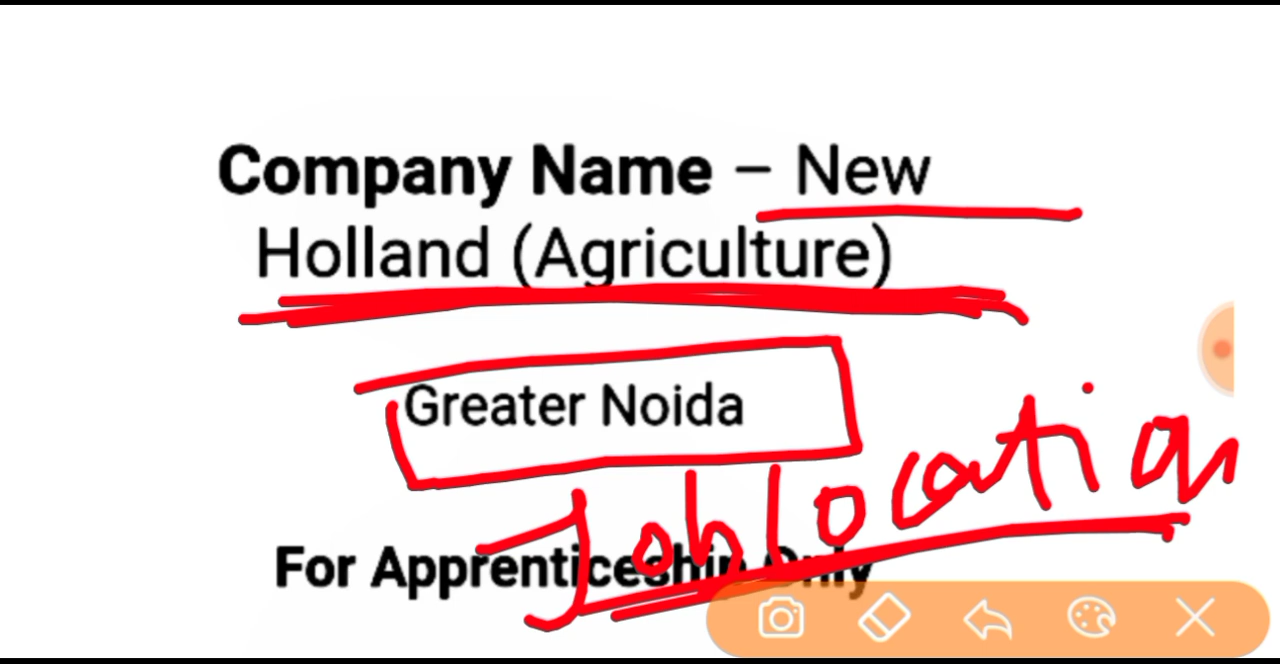 Company Name – New
Holland (Agriculture)
Greater Noida
Job location
For Apprenticeship Only